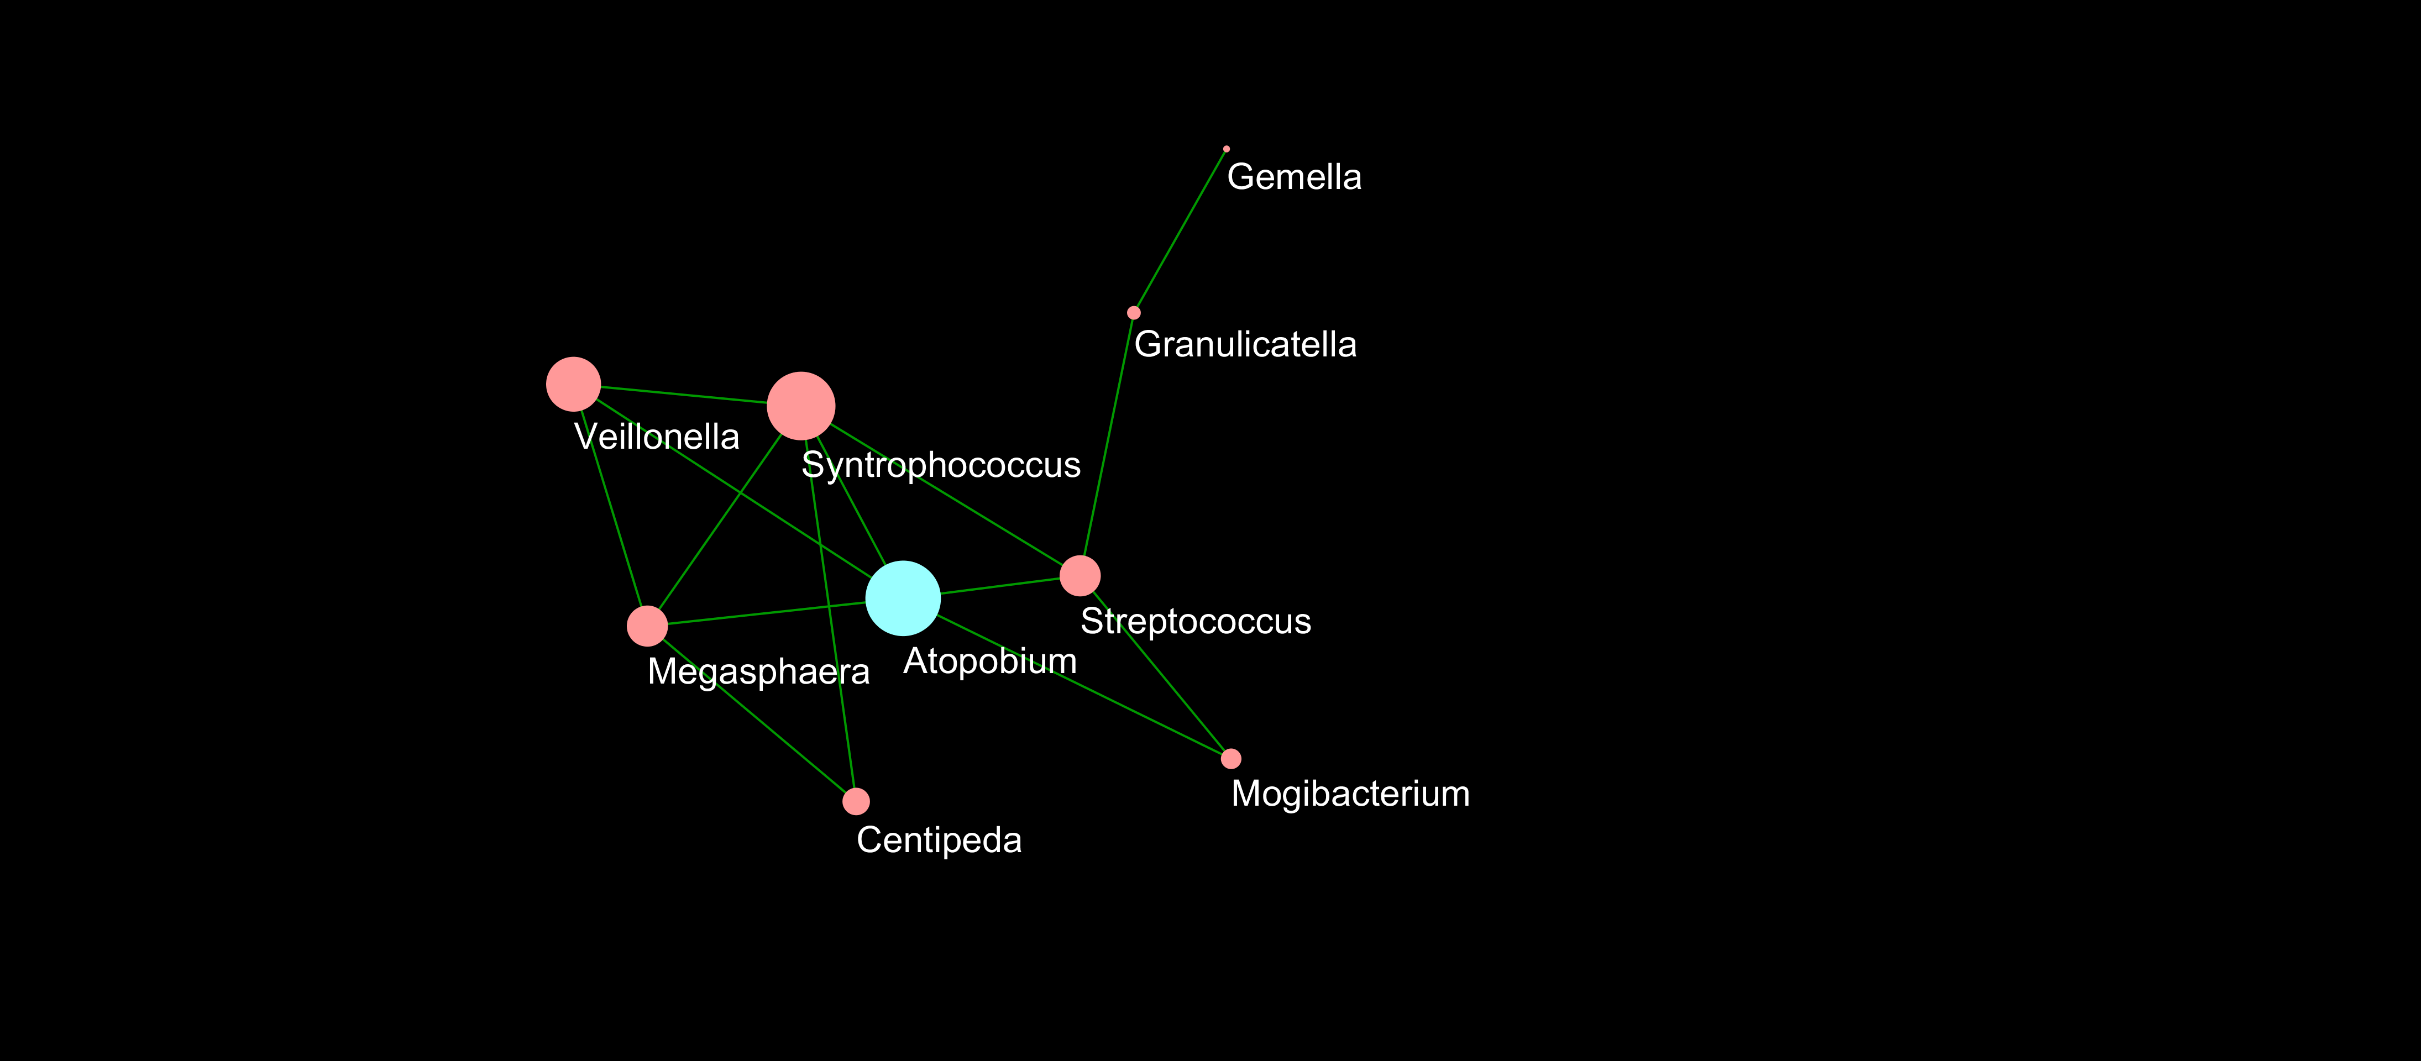 Gemella
Granulicatella
Veillonella
Syntrophococcus
Streptococcus
Atopobium
Megasphaera
Mogibacterium
Centipeda